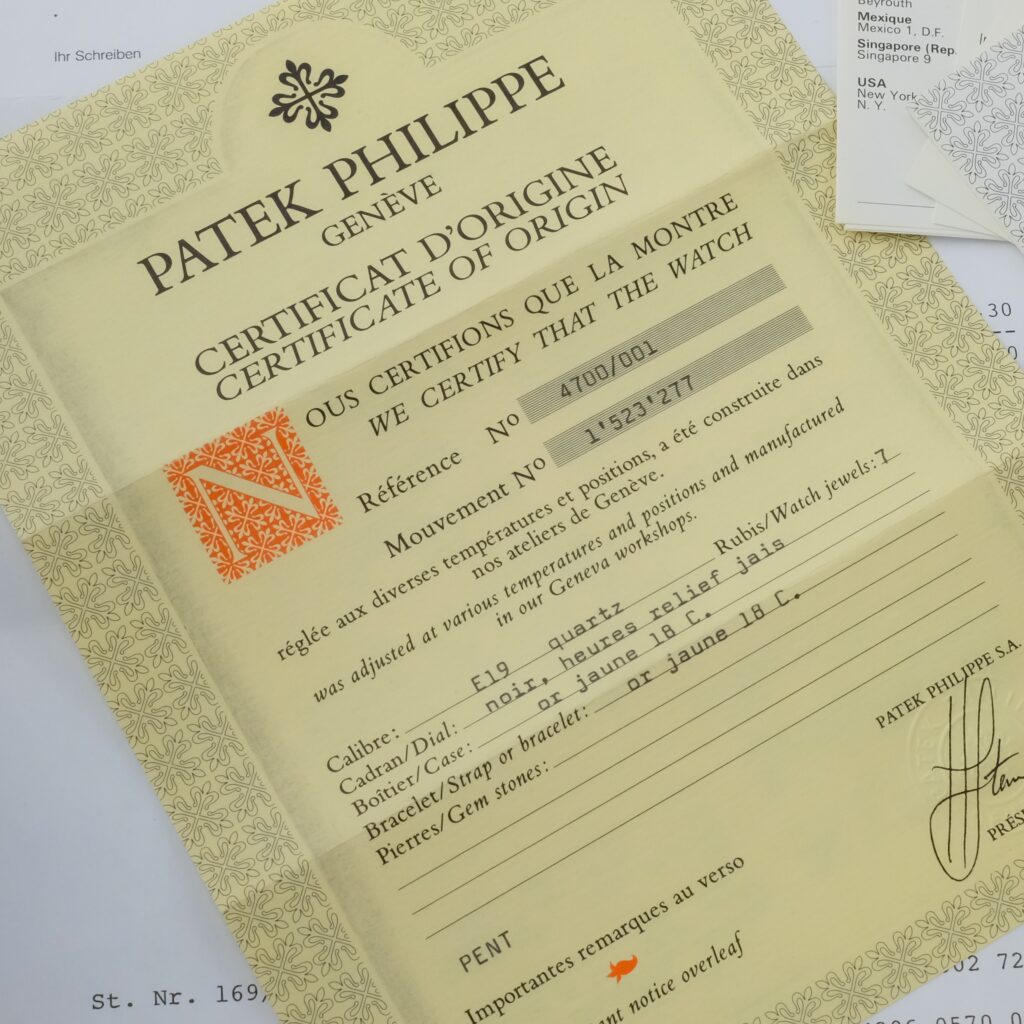 Ihr Schreiben
Beyrouth
Mexique
Mexico 1, D.F.
Singapore (Rep.
Singapore 9
USA
New York
N. Y.
PATEK PHILIPPE
GENÈVE
CERTIFICAT D'ORIGINE
CERTIFICATE OF ORIGIN
NOUS CERTIFIONS QUE LA MONTRE
WE CERTIFY THAT THE WATCH
Référence No 4700/001
Mouvement No 1'523'277
réglée aux diverses températures et positions, a été construite dans
nos ateliers de Genève.
was adjusted at various temperatures and positions and manufactured
in our Geneva workshops.
Rubis/Watch jewels: 7
Calibre: E19 quartz
Cadran/Dial: noir, heures relief jais
Boîtier/Case: or jaune 18 C.
Bracelet/Strap or bracelet: or jaune 18 C.
Pierres/Gem stones:
PATEK PHILIPPE S.A.
PENT
Importantes remarques au verso
notice overleaf
St. Nr. 169/
.30
0570